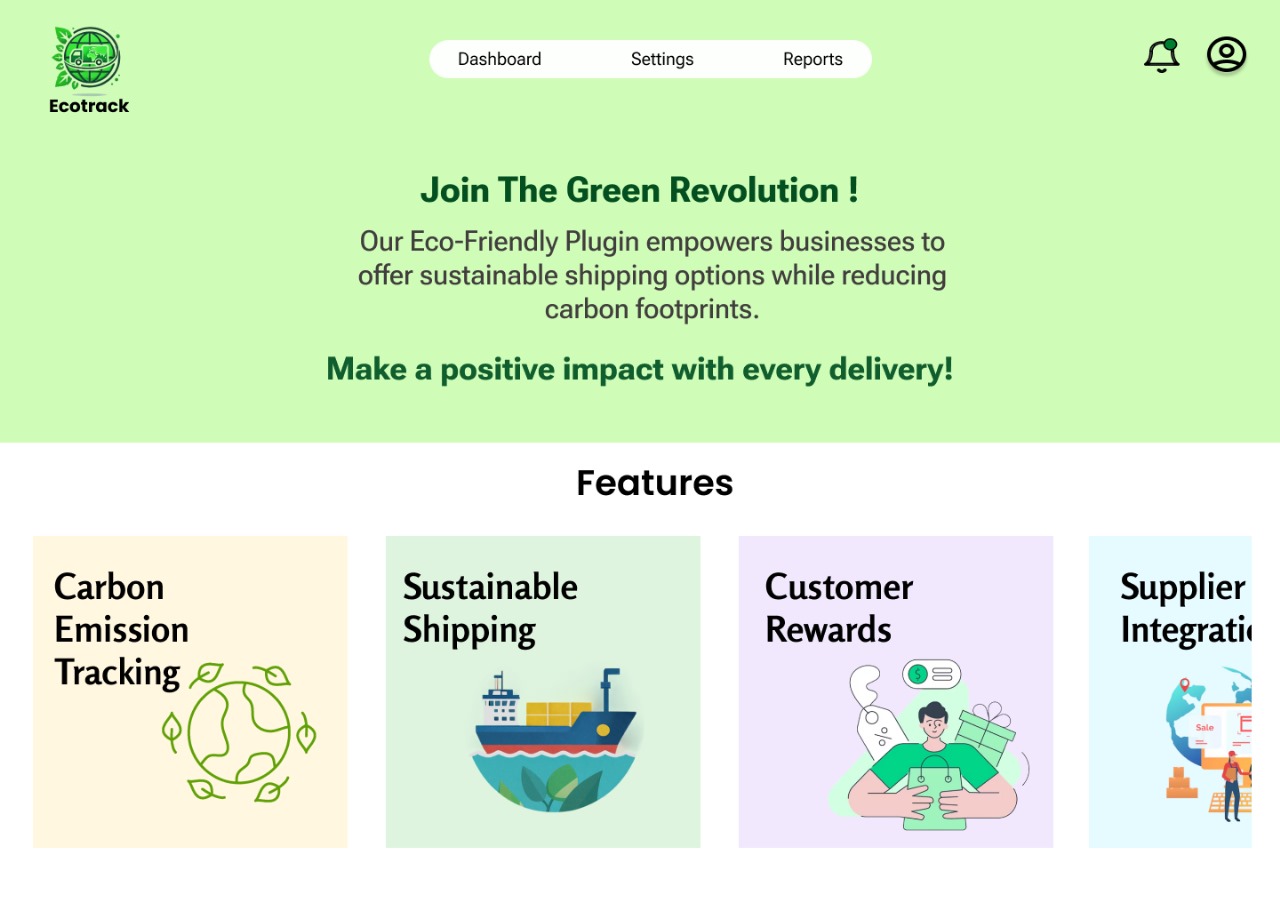 Ecotrack
Dashboard Settings Reports
Join The Green Revolution !
Our Eco-Friendly Plugin empowers businesses to
offer sustainable shipping options while reducing
carbon footprints.
Make a positive impact with every delivery!
Features
Carbon
Emission
Tracking
Sustainable
Shipping
Customer
Rewards
$
%
Supplier
Integratio
Sale